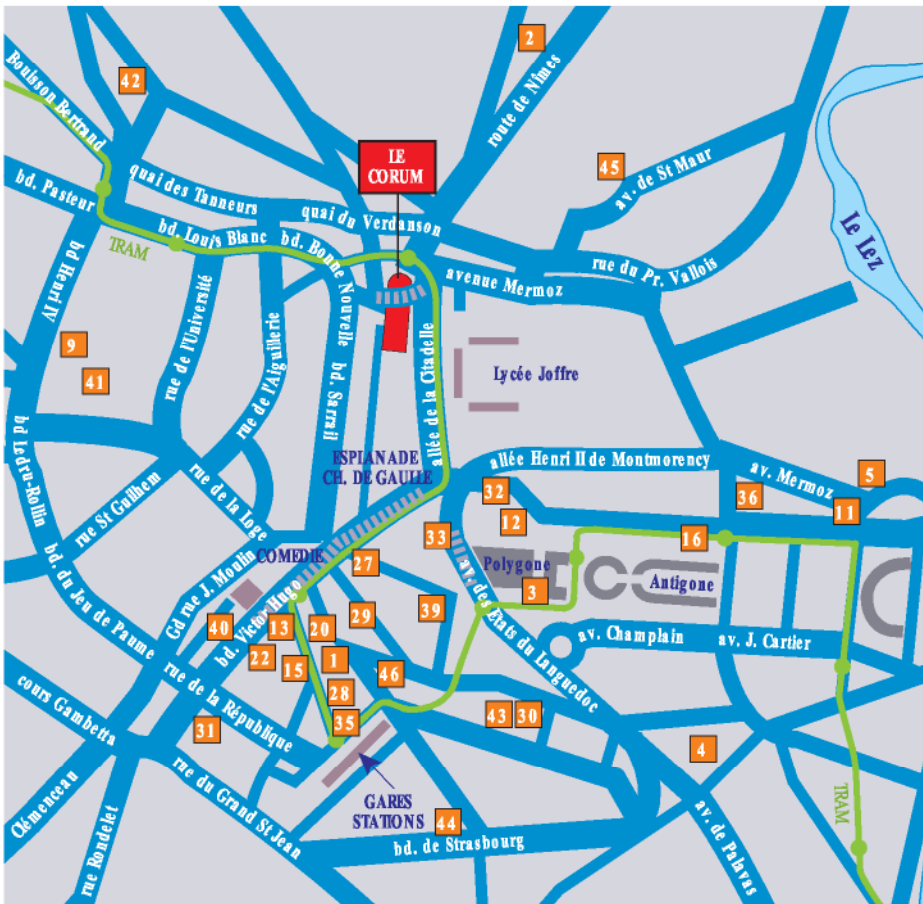 2
42
Bouisson Bertrand
route de Nîmes
LE
CORUM
45
av. de St Maur
quai des Tanneurs
bd. Pasteur
quai du Verdanson
bd. Louis Blanc
bd. Bonne Nouvelle
TRAM
le Lez
rue du Pr. Vallois
avenue Mermoz
bd Henri IV
rue de l'Université
rue de l'Aiguillerie
bd. Sarrail
allée de la Citadelle
9
41
Lycée Joffre
bd Ledru-Rollin
rue St Guilhem
rue de la Loge
ESPLANADE
CH. DE GAULLE
allée Henri II de Montmorency
av. Mermoz
5
32
36
11
12
33
16
COMEDIE
27
Polygone
Antigone
3
Gd rue J. Moulin
bd. du Jeu de Paume
bd. Victor Hugo
40
13
20
29
39
av. des Etats du Languedoc
av. Champlain
av. J. Cartier
22
15
1
46
28
35
43
30
31
rue de la République
cours Gambetta
4
Clémenceau
rue Rondelet
rue du Grand St Jean
GARES
STATIONS
44
bd. de Strasbourg
av. de Palavas
TRAM